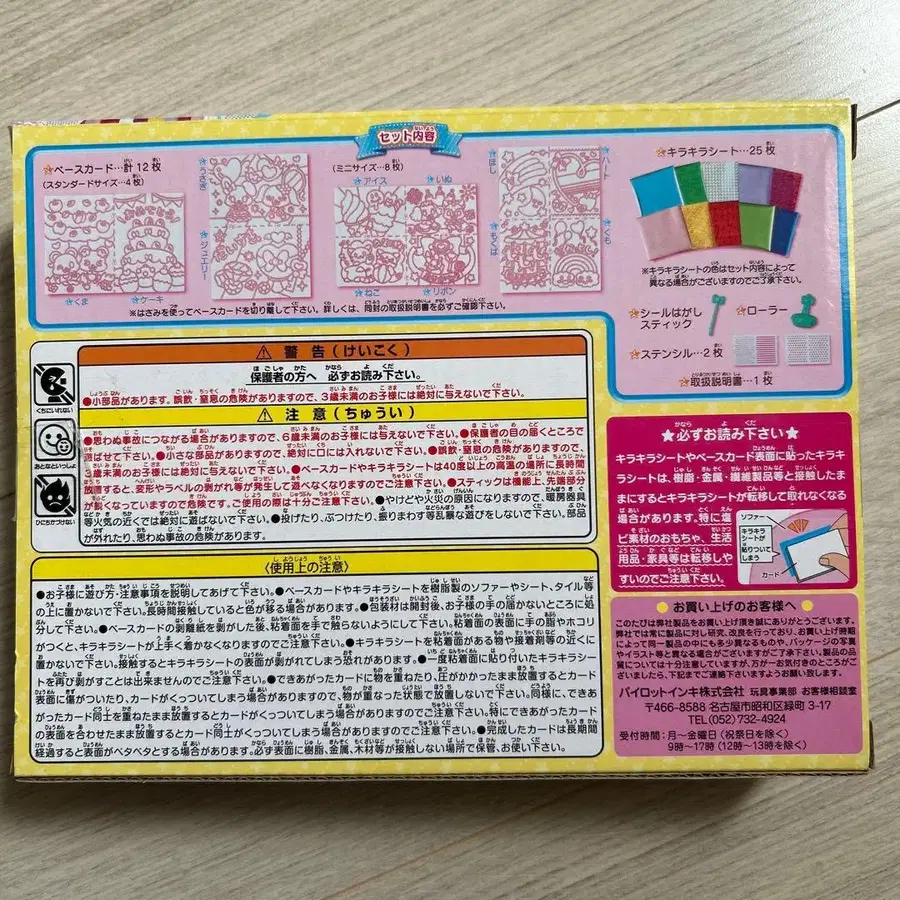 セット内容
☆ベースカード…計12枚
(スタンダードサイズ…4枚)
☆うさぎ
☆ジュエリー
☆くま
☆ケーキ
(ミニサイズ…8枚)
☆アイス
☆いぬ
☆ねこ
☆リボン
☆ほし
☆ハート
☆くも
※はさみを使ってベースカードを切り離して下さい。詳しくは、同封の取扱説明書を必ずご確認下さい。
☆キラキラシート…25枚
※キラキラシートの色はセット内容によって
異なる場合がございますのでご了承下さい。
☆シールはがし
スティック
☆ローラー
☆ステンシル…2枚
☆取扱説明書…1枚
くちにいれない
おとなといっしょ
ひにちかづけない
⚠ 警告(けいこく)
保護者の方へ 必ずお読み下さい。
●小部品があります。誤飲・窒息の危険がありますので、3歳未満のお子様には絶対に与えないで下さい。
⚠ 注意(ちゅうい)
●思わぬ事故につながる場合がありますので、6歳未満のお子様には与えないで下さい。●保護者の目の届くところで
遊ばせて下さい。●小さな部品がありますので、絶対に口には入れないで下さい。●誤飲・窒息の危険がありますので、
3歳未満のお子様には絶対に与えないで下さい。●ベースカードやキラキラシートは40度以上の高温の場所に長時間
放置すると、変形やラベルの剥れ等が発生して遊べなくなりますのでご注意下さい。●スティックは機能上、先端部分
が鋭くなっていますので危険です。ご使用の際は十分ご注意下さい。●やけどや火災の原因になりますので、暖房器具
等火気の近くでは絶対に遊ばないで下さい。●投げたり、ぶつけたり、振りまわす等乱暴な遊びをしないで下さい。部品
が外れたり、思わぬ事故の危険があります。
〈使用上の注意〉
●お子様に遊び方・注意事項を説明してあげて下さい。●ベースカードやキラキラシートを樹脂製のソファーやシート、タイル等
の上に置かないで下さい。長時間接触していると色が移る場合があります。●包装材は開封後、お子様の手の届かないところに処
分して下さい。●ベースカードの剥離紙を剥がした後、粘着面を手で触らないようにして下さい。粘着面の表面に手の脂やホコリ
がつくと、キラキラシートが上手く着かなくなりますのでご注意下さい。●キラキラシートを粘着面がある物や接着剤等の近くに
置かないで下さい。接触するとキラキラシートの表面が剥がれてしまう恐れがあります。●一度粘着面に貼り付いたキラキラシー
トを再び剥がすことは出来ませんのでご注意下さい。●できあがったカードに物を重ねたり、圧がかかったまま放置するとカード
表面に傷がついたり、カードがくっついてしまう場合がありますので、物が重なった状態で放置しないで下さい。同様に、できあ
がったカード同士を重ねたまま放置するとカードがくっついてしまう場合がありますのでご注意下さい。特にできあがったカード
の表面を合わせたまま放置するとカード同士がくっついてしまう場合がありますのでご注意下さい。●完成したカードは長期間
経過すると表面がベタベタとする場合があります。必ず表面に樹脂、金属、木材等が接触しない場所で保管、お使い下さい。
★必ずお読み下さい★
キラキラシートやベースカード表面に貼ったキラキ
ラシートは、樹脂・金属・繊維製品等と接触したま
まにするとキラキラシートが転移して取れなくなる
場合があります。特に塩
ビ素材のおもちゃ、生活
用品・家具等は転移しや
すいのでご注意下さい。
ソファー
キラキラ
シートが
貼りついて
しまう
カード
お買い上げのお客様へ
このたびは弊社製品をお買い上げ頂き誠にありがとうございます。
弊社では常に製品に対し研究、改良を行っており、お買い上げ時期
によって同一製品の中にも多少異なるものや、パッケージの写真
やイラストと異なる場合がございますがご了承下さい。製品の品
質については十分注意していますが、万が一お気付きのところがご
ざいましたら、下記までご連絡下さいますようお願い致します。
パイロットインキ株式会社 玩具事業部 お客様相談室
〒466-8588 名古屋市昭和区緑町3-17
TEL(052)732-4924
受付時間:月〜金曜日(祝祭日を除く)
9時〜17時(12時〜13時を除く)